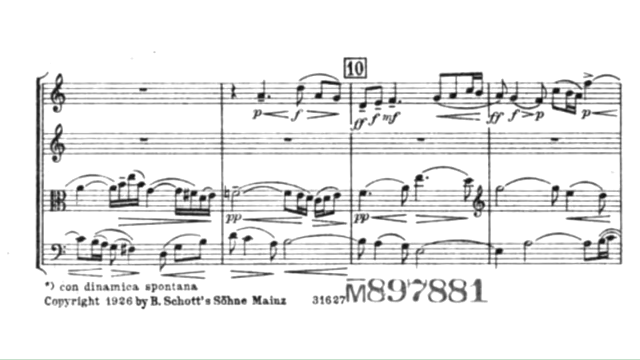 10
p f p
ff f mf ff f p p
pp pp
*) con dinamica spontana
Copyright 1926 by B. Schott's Söhne Mainz 31627
M897881